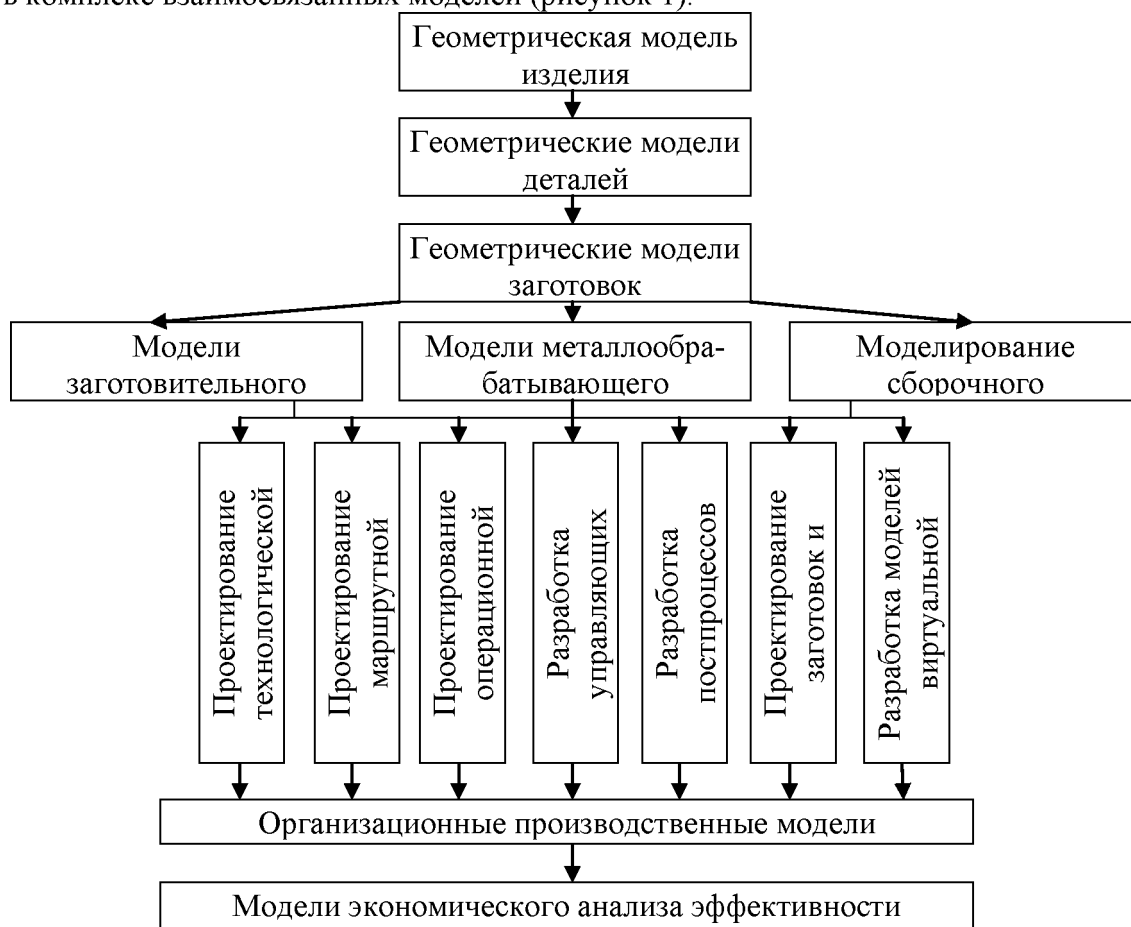 в комплексе взаимосвязанных моделей (рисунок 1).
Геометрическая модель
изделия
Геометрические модели
деталей
Геометрические модели
заготовок
Модели
заготовительного
Модели металлообра-
батывающего
Моделирование
сборочного
Проектирование
технологической
Проектирование
маршрутной
Проектирование
операционной
Разработка
управляющих
Разработка
постпроцессов
Проектирование
заготовок и
Разработка моделей
виртуальной
Организационные производственные модели
Модели экономического анализа эффективности